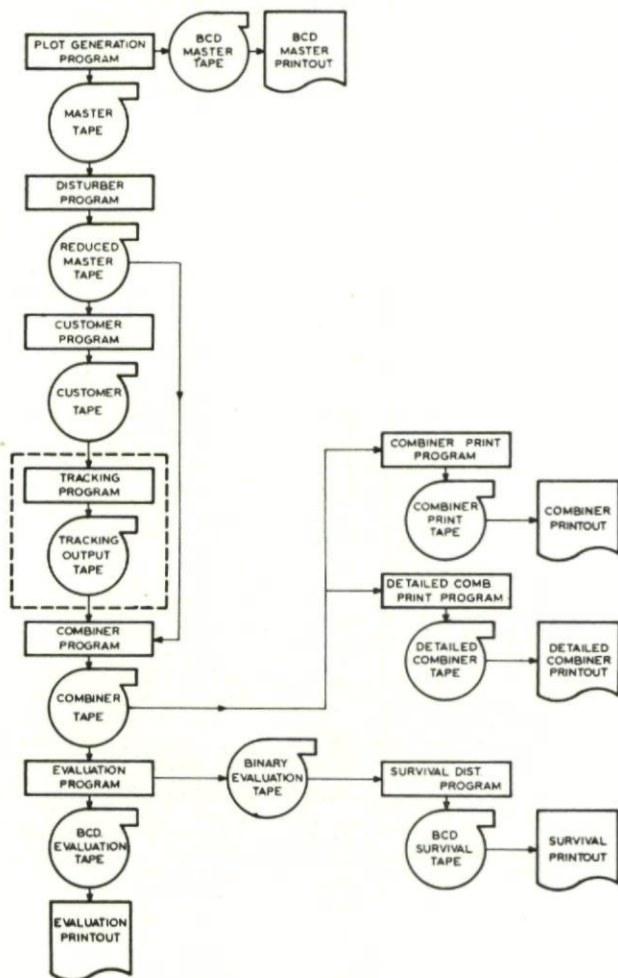 PLOT GENERATION
PROGRAM
BCD
MASTER
TAPE
BCD
MASTER
PRINTOUT
MASTER
TAPE
DISTURBER
PROGRAM
REDUCED
MASTER
TAPE
CUSTOMER
PROGRAM
CUSTOMER
TAPE
TRACKING
PROGRAM
TRACKING
OUTPUT
TAPE
COMBINER
PROGRAM
COMBINER
TAPE
COMBINER PRINT
PROGRAM
COMBINER
PRINT
TAPE
COMBINER
PRINTOUT
DETAILED COMB.
PRINT PROGRAM
DETAILED
COMBINER
TAPE
DETAILED
COMBINER
PRINTOUT
EVALUATION
PROGRAM
BINARY
EVALUATION
TAPE
SURVIVAL DIST.
PROGRAM
BCD.
EVALUATION
TAPE
BCD
SURVIVAL
TAPE
SURVIVAL
PRINTOUT
EVALUATION
PRINTOUT